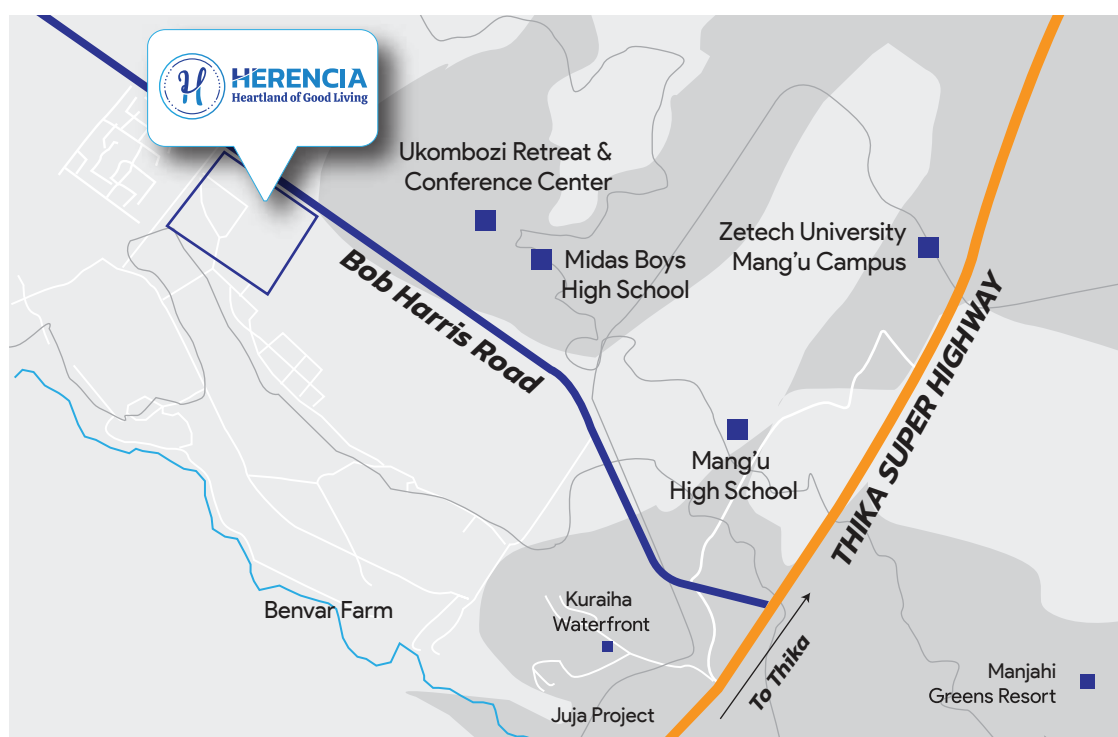 HERENCIA
Heartland of Good Living
Ukombozi Retreat &
Conference Center
Midas Boys
High School
Zetech University
Mang'u Campus
Bob Harris Road
THIKA SUPER HIGHWAY
Mang'u
High School
Benvar Farm
Kuraiha
Waterfront
To Thika
Manjahi
Greens Resort
Juja Project